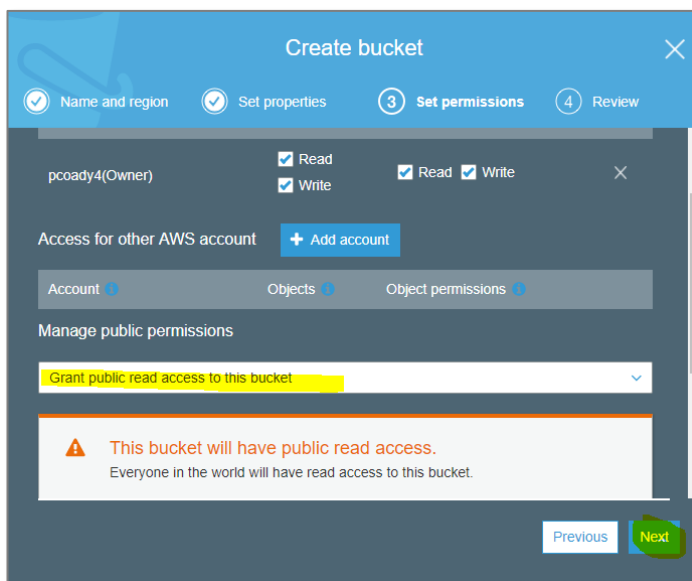 Create bucket
Name and region Set properties 3 Set permissions 4 Review
Read
pcoady4(Owner) Read Write
Write
Access for other AWS account + Add account
Account Objects Object permissions
Manage public permissions
Grant public read access to this bucket
This bucket will have public read access.
Everyone in the world will have read access to this bucket.
Previous Next